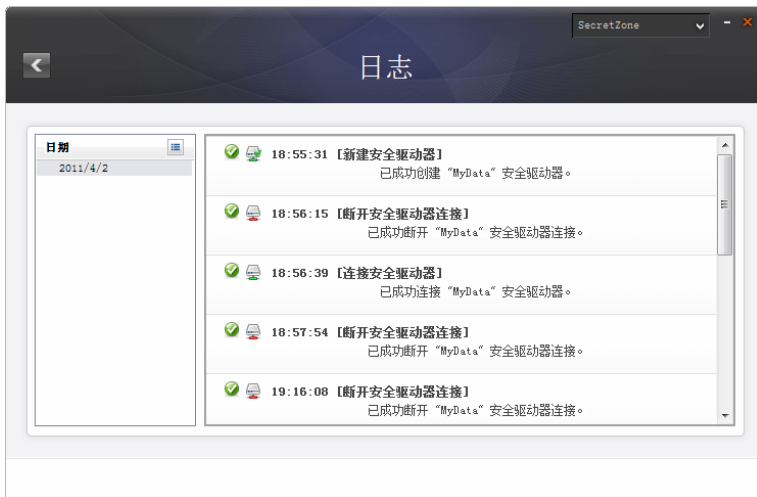 SecretZone
日志
日期
2011/4/2
18:55:31 [新建安全驱动器]
已成功创建 "MyData" 安全驱动器。
18:56:15 [断开安全驱动器连接]
已成功断开 "MyData" 安全驱动器连接。
18:56:39 [连接安全驱动器]
已成功连接 "MyData" 安全驱动器。
18:57:54 [断开安全驱动器连接]
已成功断开 "MyData" 安全驱动器连接。
19:16:08 [断开安全驱动器连接]
已成功断开 "MyData" 安全驱动器连接。